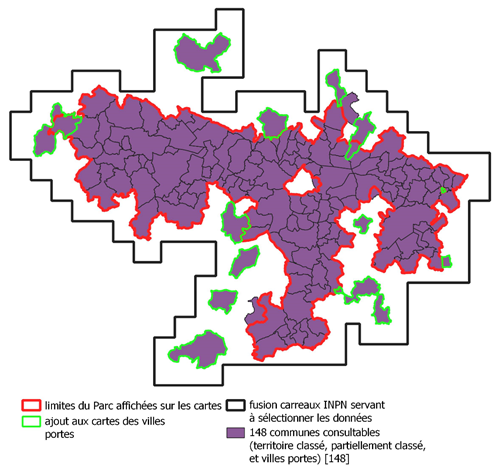 limites du Parc affichées sur les cartes
ajout aux cartes des villes
portes
fusion carreaux INPN servant
à sélectionner les données
148 communes consultables
(territoire classé, partiellement classé,
et villes portes) [148]